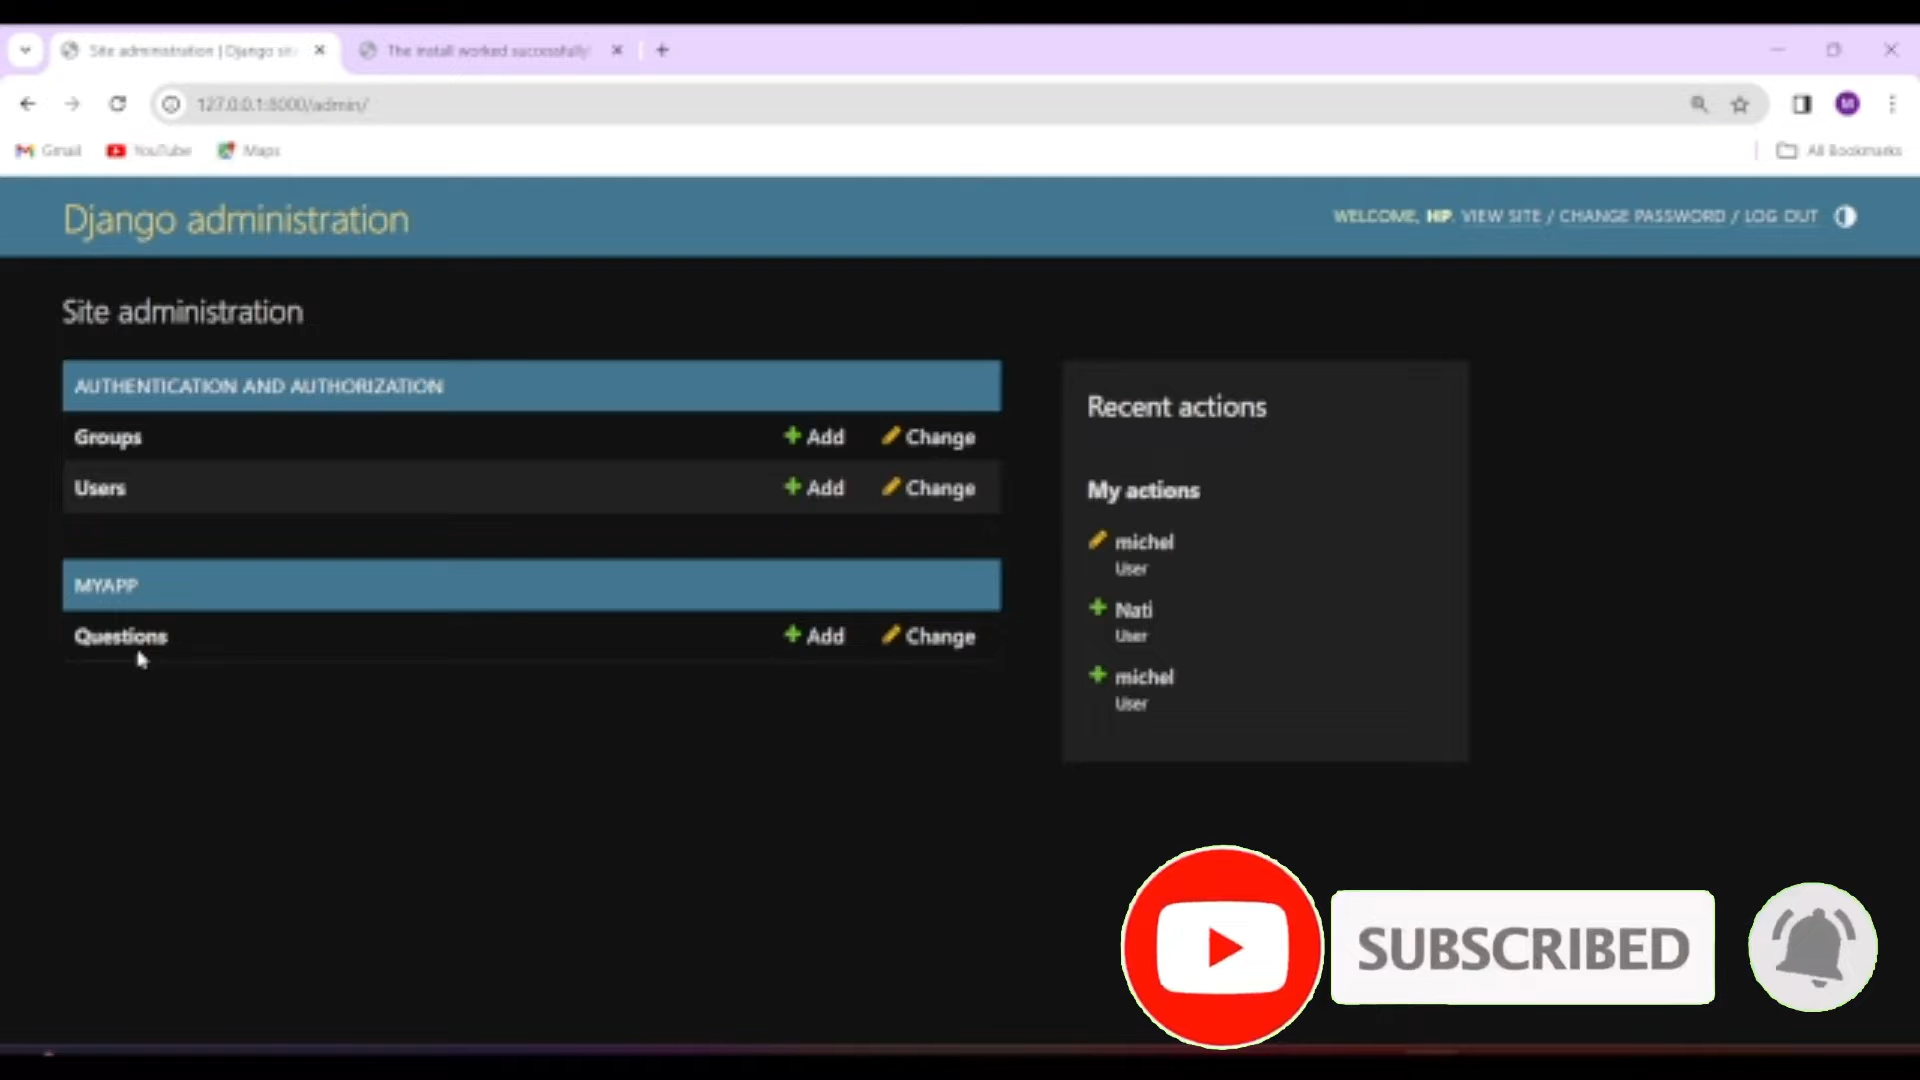 Site administration | Django sit
The install worked successfully!
127.0.0.1:8000/admin/
Gmail YouTube Maps All Bookmarks
Django administration
WELCOME, HIP. VIEW SITE / CHANGE PASSWORD / LOG OUT
Site administration
AUTHENTICATION AND AUTHORIZATION
Groups Add Change
Users Add Change
MYAPP
Questions Add Change
Recent actions
My actions
michel
User
Nati
User
michel
User
SUBSCRIBED
M